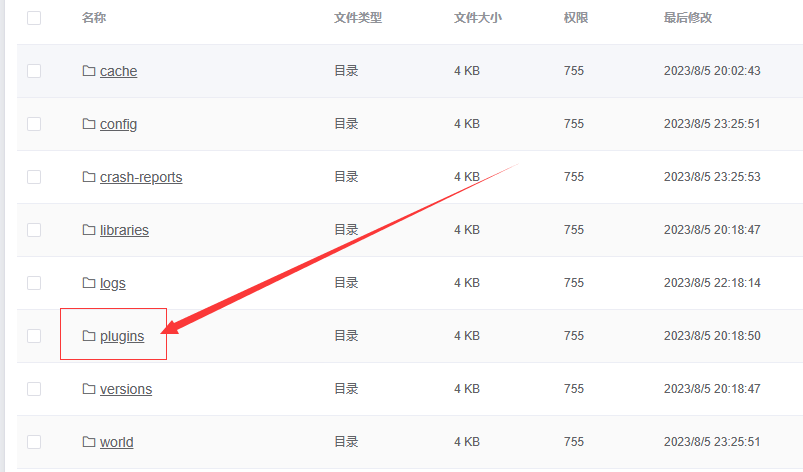 名称 文件类型 文件大小 权限 最后修改
cache 目录 4 KB 755 2023/8/5 20:02:43
config 目录 4 KB 755 2023/8/5 23:25:51
crash-reports 目录 4 KB 755 2023/8/5 23:25:53
libraries 目录 4 KB 755 2023/8/5 20:18:47
logs 目录 4 KB 755 2023/8/5 22:18:14
plugins 目录 4 KB 755 2023/8/5 20:18:50
versions 目录 4 KB 755 2023/8/5 20:18:47
world 目录 4 KB 755 2023/8/5 23:25:51